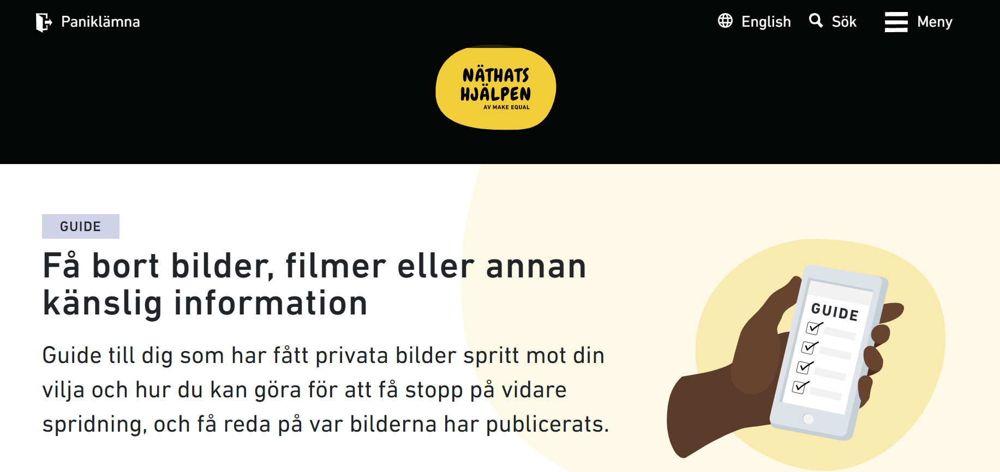 Paniklämna
English
Sök
Meny
NÄTHATS
HJÄLPEN
AV MAKE EQUAL
GUIDE
Få bort bilder, filmer eller annan
känslig information
Guide till dig som har fått privata bilder spritt mot din
vilja och hur du kan göra för att få stopp på vidare
spridning, och få reda på var bilderna har publicerats.
GUIDE